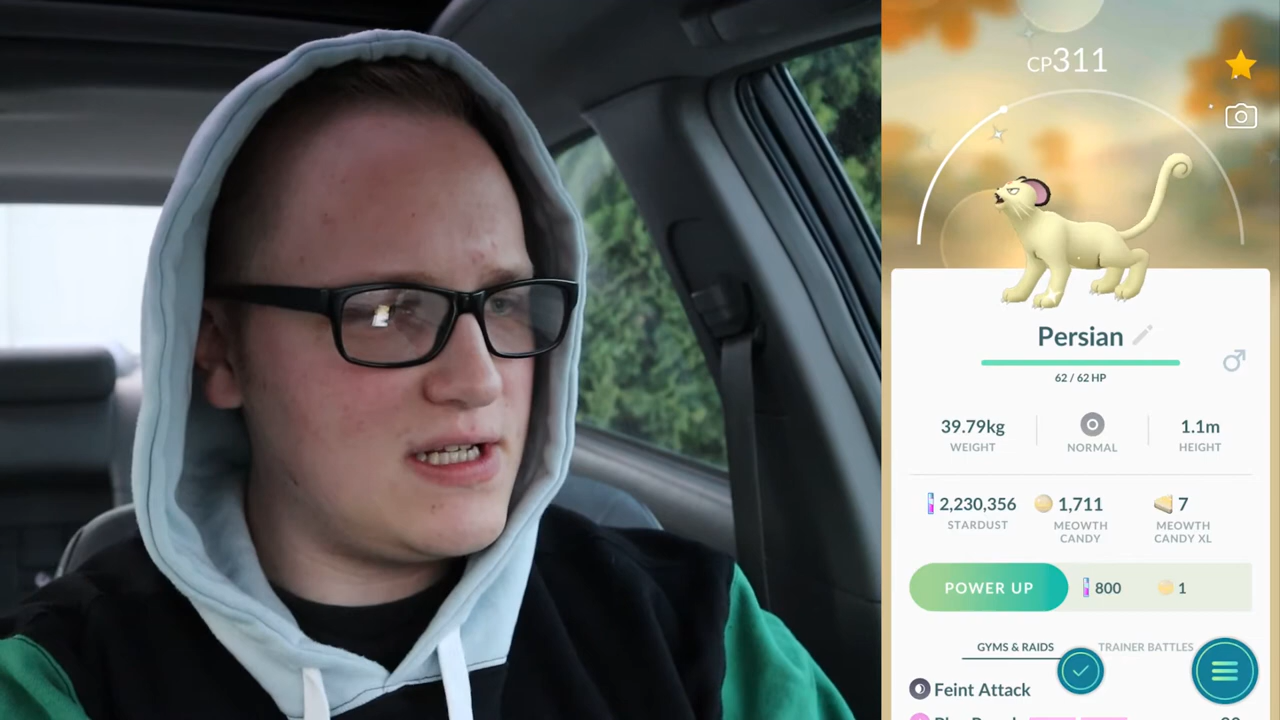 CP311
Persian
62 / 62 HP
39.79kg
WEIGHT
NORMAL
1.1m
HEIGHT
2,230,356
STARDUST
1,711
MEOWTH
CANDY
7
MEOWTH
CANDY XL
POWER UP
800
1
GYMS & RAIDS
TRAINER BATTLES
Feint Attack